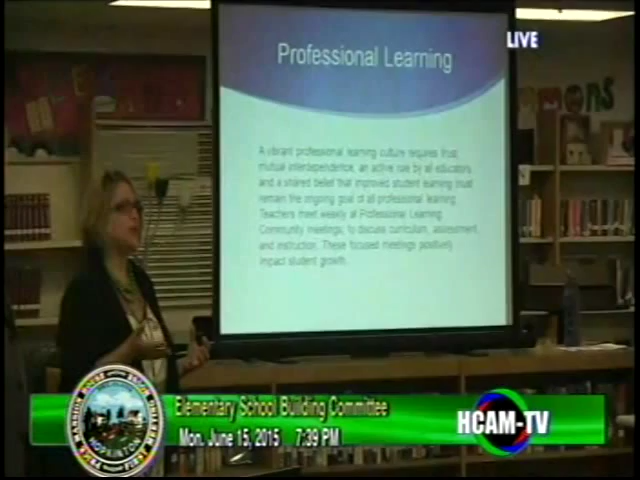 LIVE
Professional Learning
A vibrant professional learning culture requires trust,
mutual interdependence, an active role by all educators,
and a shared belief that improved student learning must
remain the ongoing goal of all professional learning.
Teachers meet weekly at Professional Learning
Community meetings, to discuss curriculum, assessment,
and instruction. These focused meetings positively
impact student growth.
Elementary School Building Committee
Mon. June 15, 2015 7:39 PM
HCAM-TV
HOPKINTON